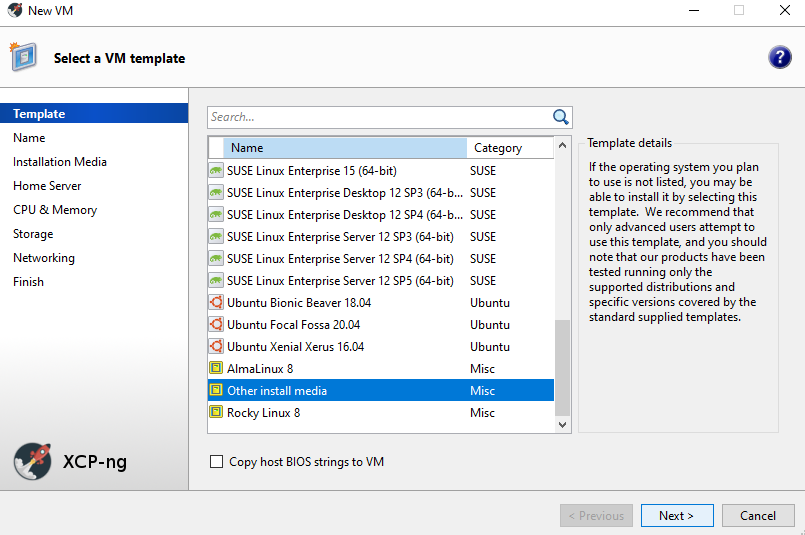 New VM
Select a VM template
Template
Name
Installation Media
Home Server
CPU & Memory
Storage
Networking
Finish
XCP-ng
Search...
Name Category
SUSE Linux Enterprise 15 (64-bit) SUSE
SUSE Linux Enterprise Desktop 12 SP3 (64-b... SUSE
SUSE Linux Enterprise Desktop 12 SP4 (64-b... SUSE
SUSE Linux Enterprise Server 12 SP3 (64-bit) SUSE
SUSE Linux Enterprise Server 12 SP4 (64-bit) SUSE
SUSE Linux Enterprise Server 12 SP5 (64-bit) SUSE
Ubuntu Bionic Beaver 18.04 Ubuntu
Ubuntu Focal Fossa 20.04 Ubuntu
Ubuntu Xenial Xerus 16.04 Ubuntu
AlmaLinux 8 Misc
Other install media Misc
Rocky Linux 8 Misc
Copy host BIOS strings to VM
Template details
If the operating system you plan
to use is not listed, you may be
able to install it by selecting this
template. We recommend that
only advanced users attempt to
use this template, and you should
note that our products have been
tested running only the
supported distributions and
specific versions covered by the
standard supplied templates.
< Previous
Next >
Cancel